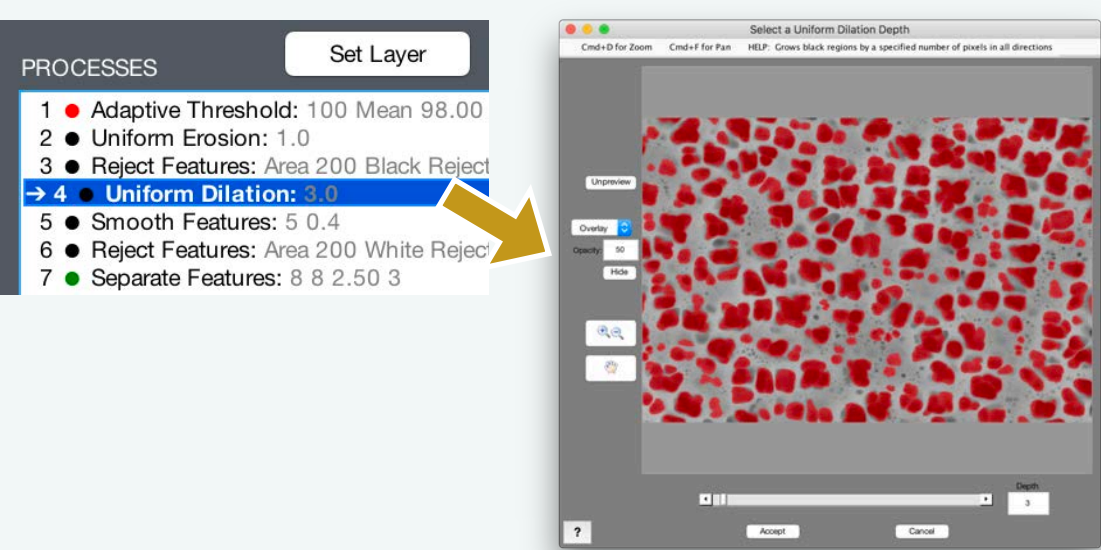 Set Layer
PROCESSES
1 Adaptive Threshold: 100 Mean 98.00
2 Uniform Erosion: 1.0
3 Reject Features: Area 200 Black Reject
→ 4 Uniform Dilation: 3.0
5 Smooth Features: 5 0.4
6 Reject Features: Area 200 White Reject
7 Separate Features: 8 8 2.50 3
Select a Uniform Dilation Depth
Cmd+D for Zoom Cmd+F for Pan HELP: Grows black regions by a specified number of pixels in all directions
Unpreview
Overlay
Opacity: 50
Hide
Depth
3
? Accept Cancel